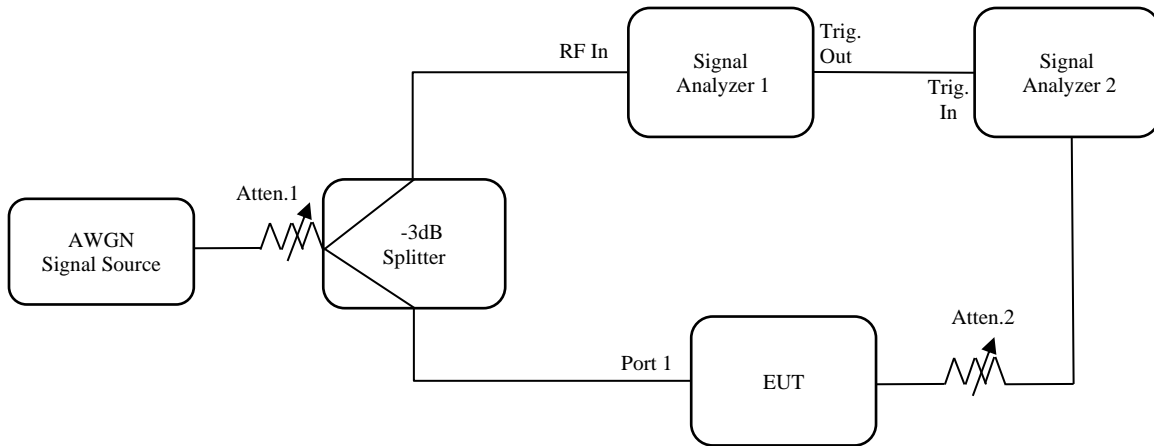 RF In
Signal
Analyzer 1
Trig.
Out
Trig.
In
Signal
Analyzer 2
Atten.1
AWGN
Signal Source
-3dB
Splitter
Port 1
EUT
Atten.2